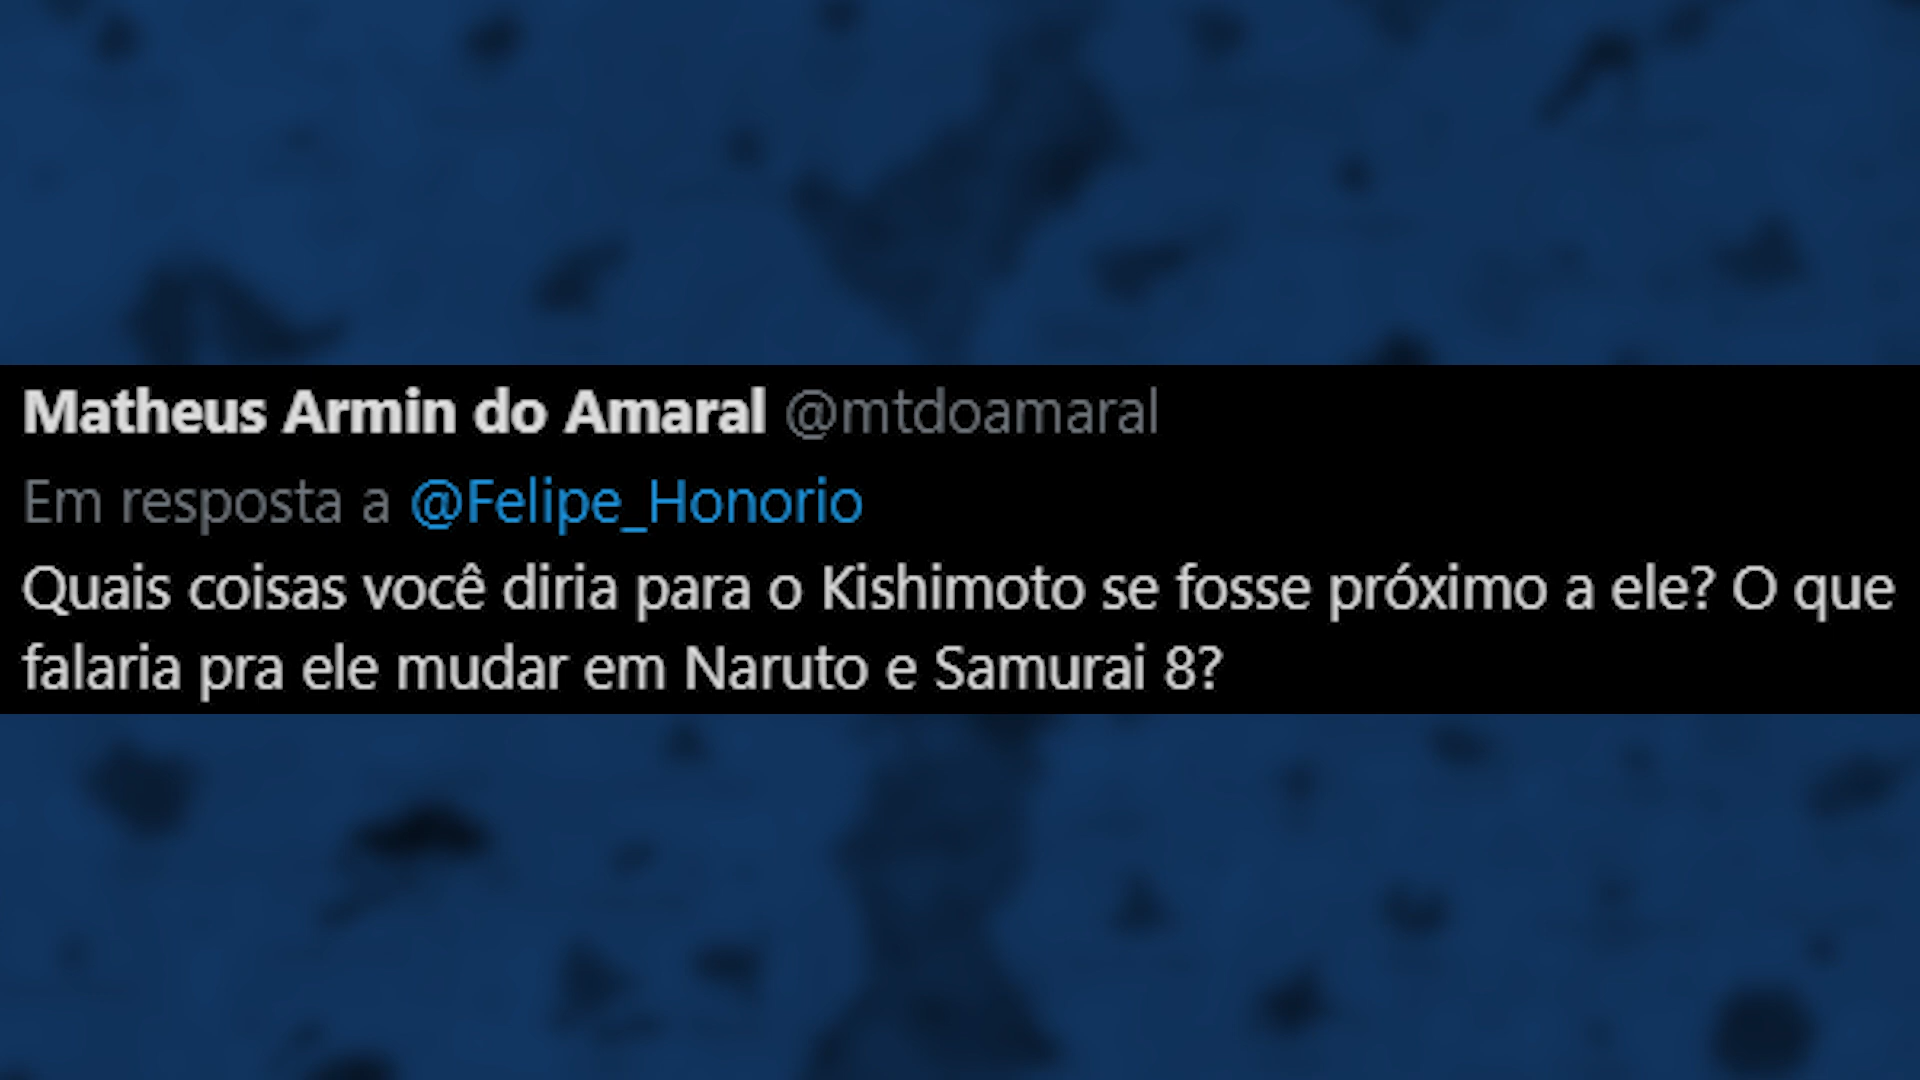 Matheus Armin do Amaral @mtdoamaral
Em resposta a @Felipe_Honorio
Quais coisas você diria para o Kishimoto se fosse próximo a ele? O que
falaria pra ele mudar em Naruto e Samurai 8?